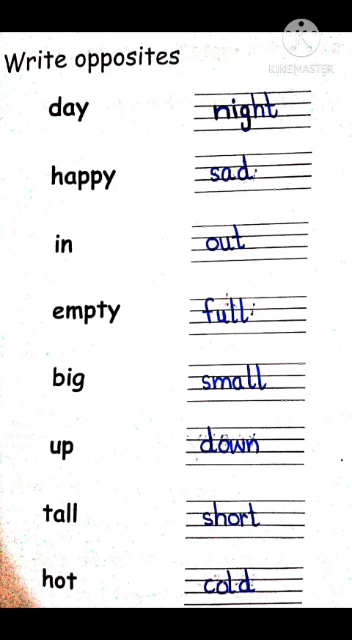 KINEMASTER
Write opposites
day night
happy sad
in out
empty full
big small
up down
tall short
hot cold